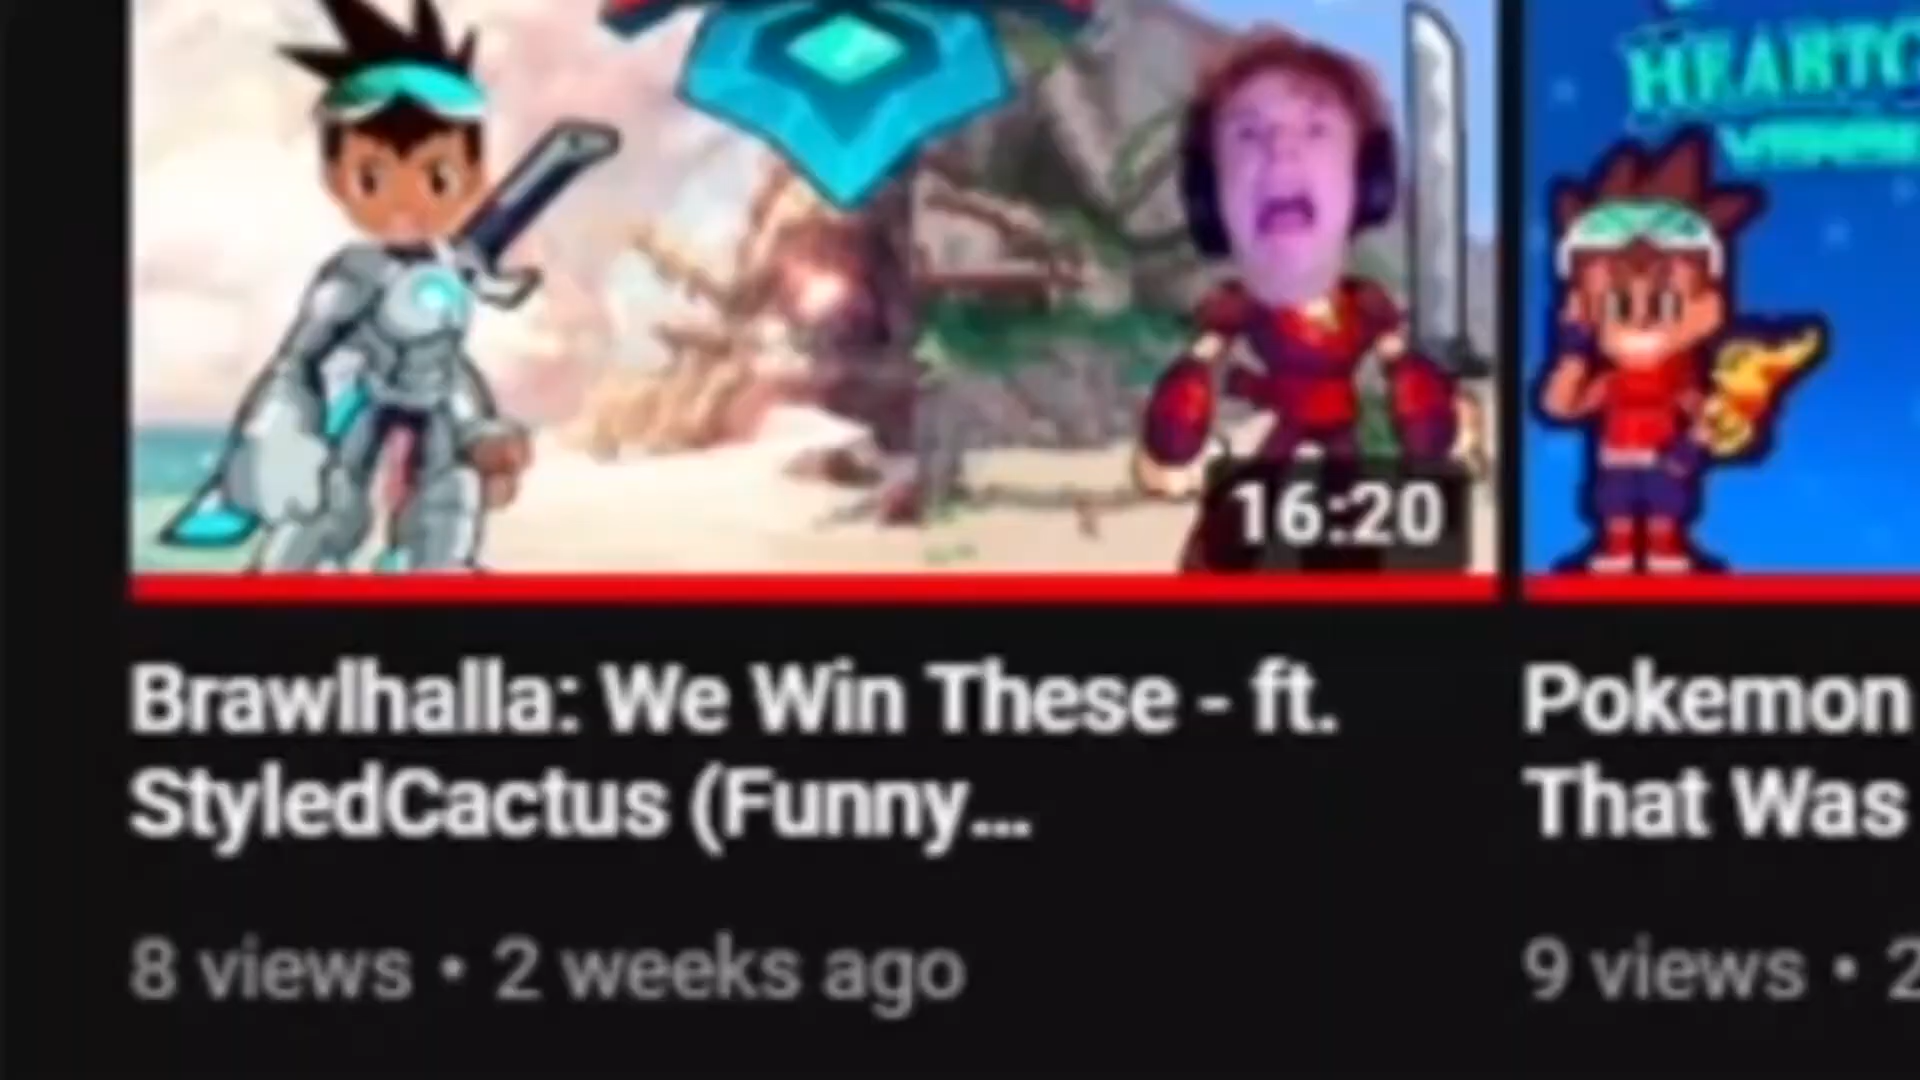 HEARTG
16:20
Brawlhalla: We Win These - ft.
StyledCactus (Funny...
8 views • 2 weeks ago
Pokemon
That Was
9 views • 2